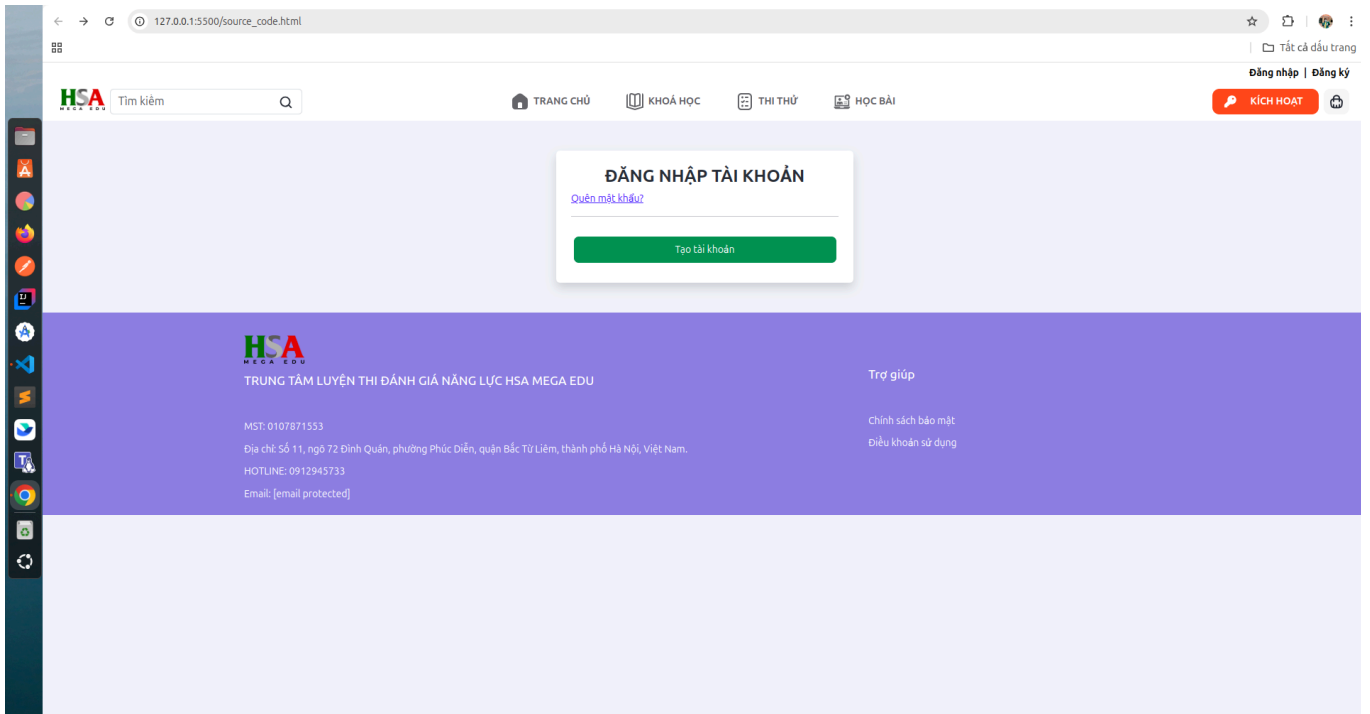 127.0.0.1:5500/source_code.html
Tất cả dấu trang
Đăng nhập | Đăng ký
HSA
MEGA EDU
Tìm kiếm
TRANG CHỦ
KHOÁ HỌC
THI THỬ
HỌC BÀI
KÍCH HOẠT
ĐĂNG NHẬP TÀI KHOẢN
Quên mật khẩu?
Tạo tài khoản
HSA
MEGA EDU
TRUNG TÂM LUYỆN THI ĐÁNH GIÁ NĂNG LỰC HSA MEGA EDU
MST: 0107871553
Địa chỉ: Số 11, ngõ 72 Đình Quán, phường Phúc Diễn, quận Bắc Từ Liêm, thành phố Hà Nội, Việt Nam.
HOTLINE: 0912945733
Email: [email protected]
Trợ giúp
Chính sách bảo mật
Điều khoản sử dụng